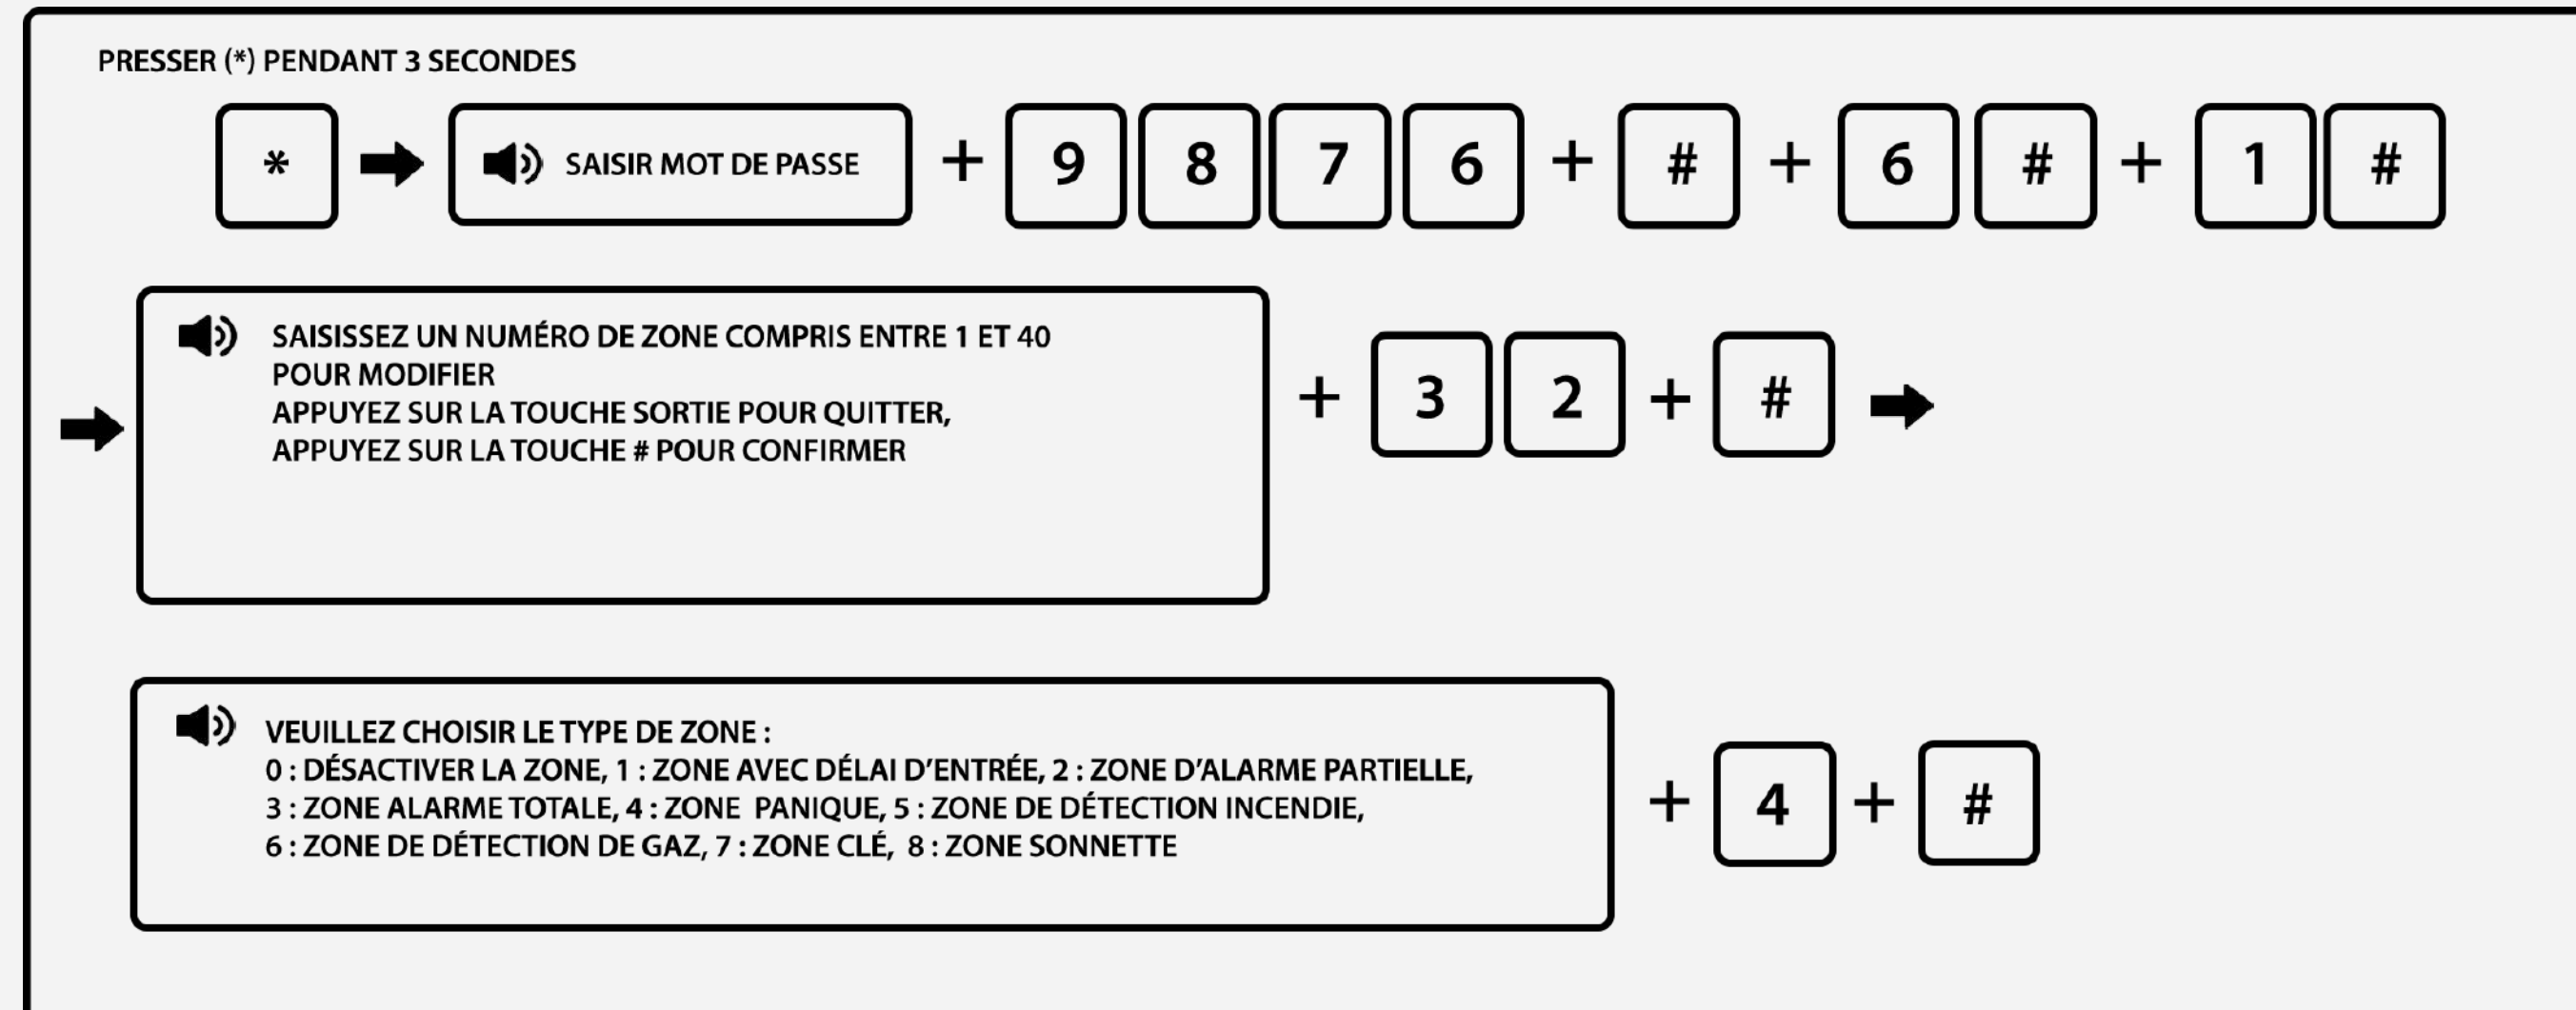 PRESSER (*) PENDANT 3 SECONDES
* SAISIR MOT DE PASSE + 9 8 7 6 + # + 6 # + 1 #
SAISISSEZ UN NUMÉRO DE ZONE COMPRIS ENTRE 1 ET 40
POUR MODIFIER
APPUYEZ SUR LA TOUCHE SORTIE POUR QUITTER,
APPUYEZ SUR LA TOUCHE # POUR CONFIRMER
+ 3 2 + #
VEUILLEZ CHOISIR LE TYPE DE ZONE :
0 : DÉSACTIVER LA ZONE, 1 : ZONE AVEC DÉLAI D'ENTRÉE, 2 : ZONE D'ALARME PARTIELLE,
3 : ZONE ALARME TOTALE, 4 : ZONE PANIQUE, 5 : ZONE DE DÉTECTION INCENDIE,
6 : ZONE DE DÉTECTION DE GAZ, 7 : ZONE CLÉ, 8 : ZONE SONNETTE
+ 4 + #